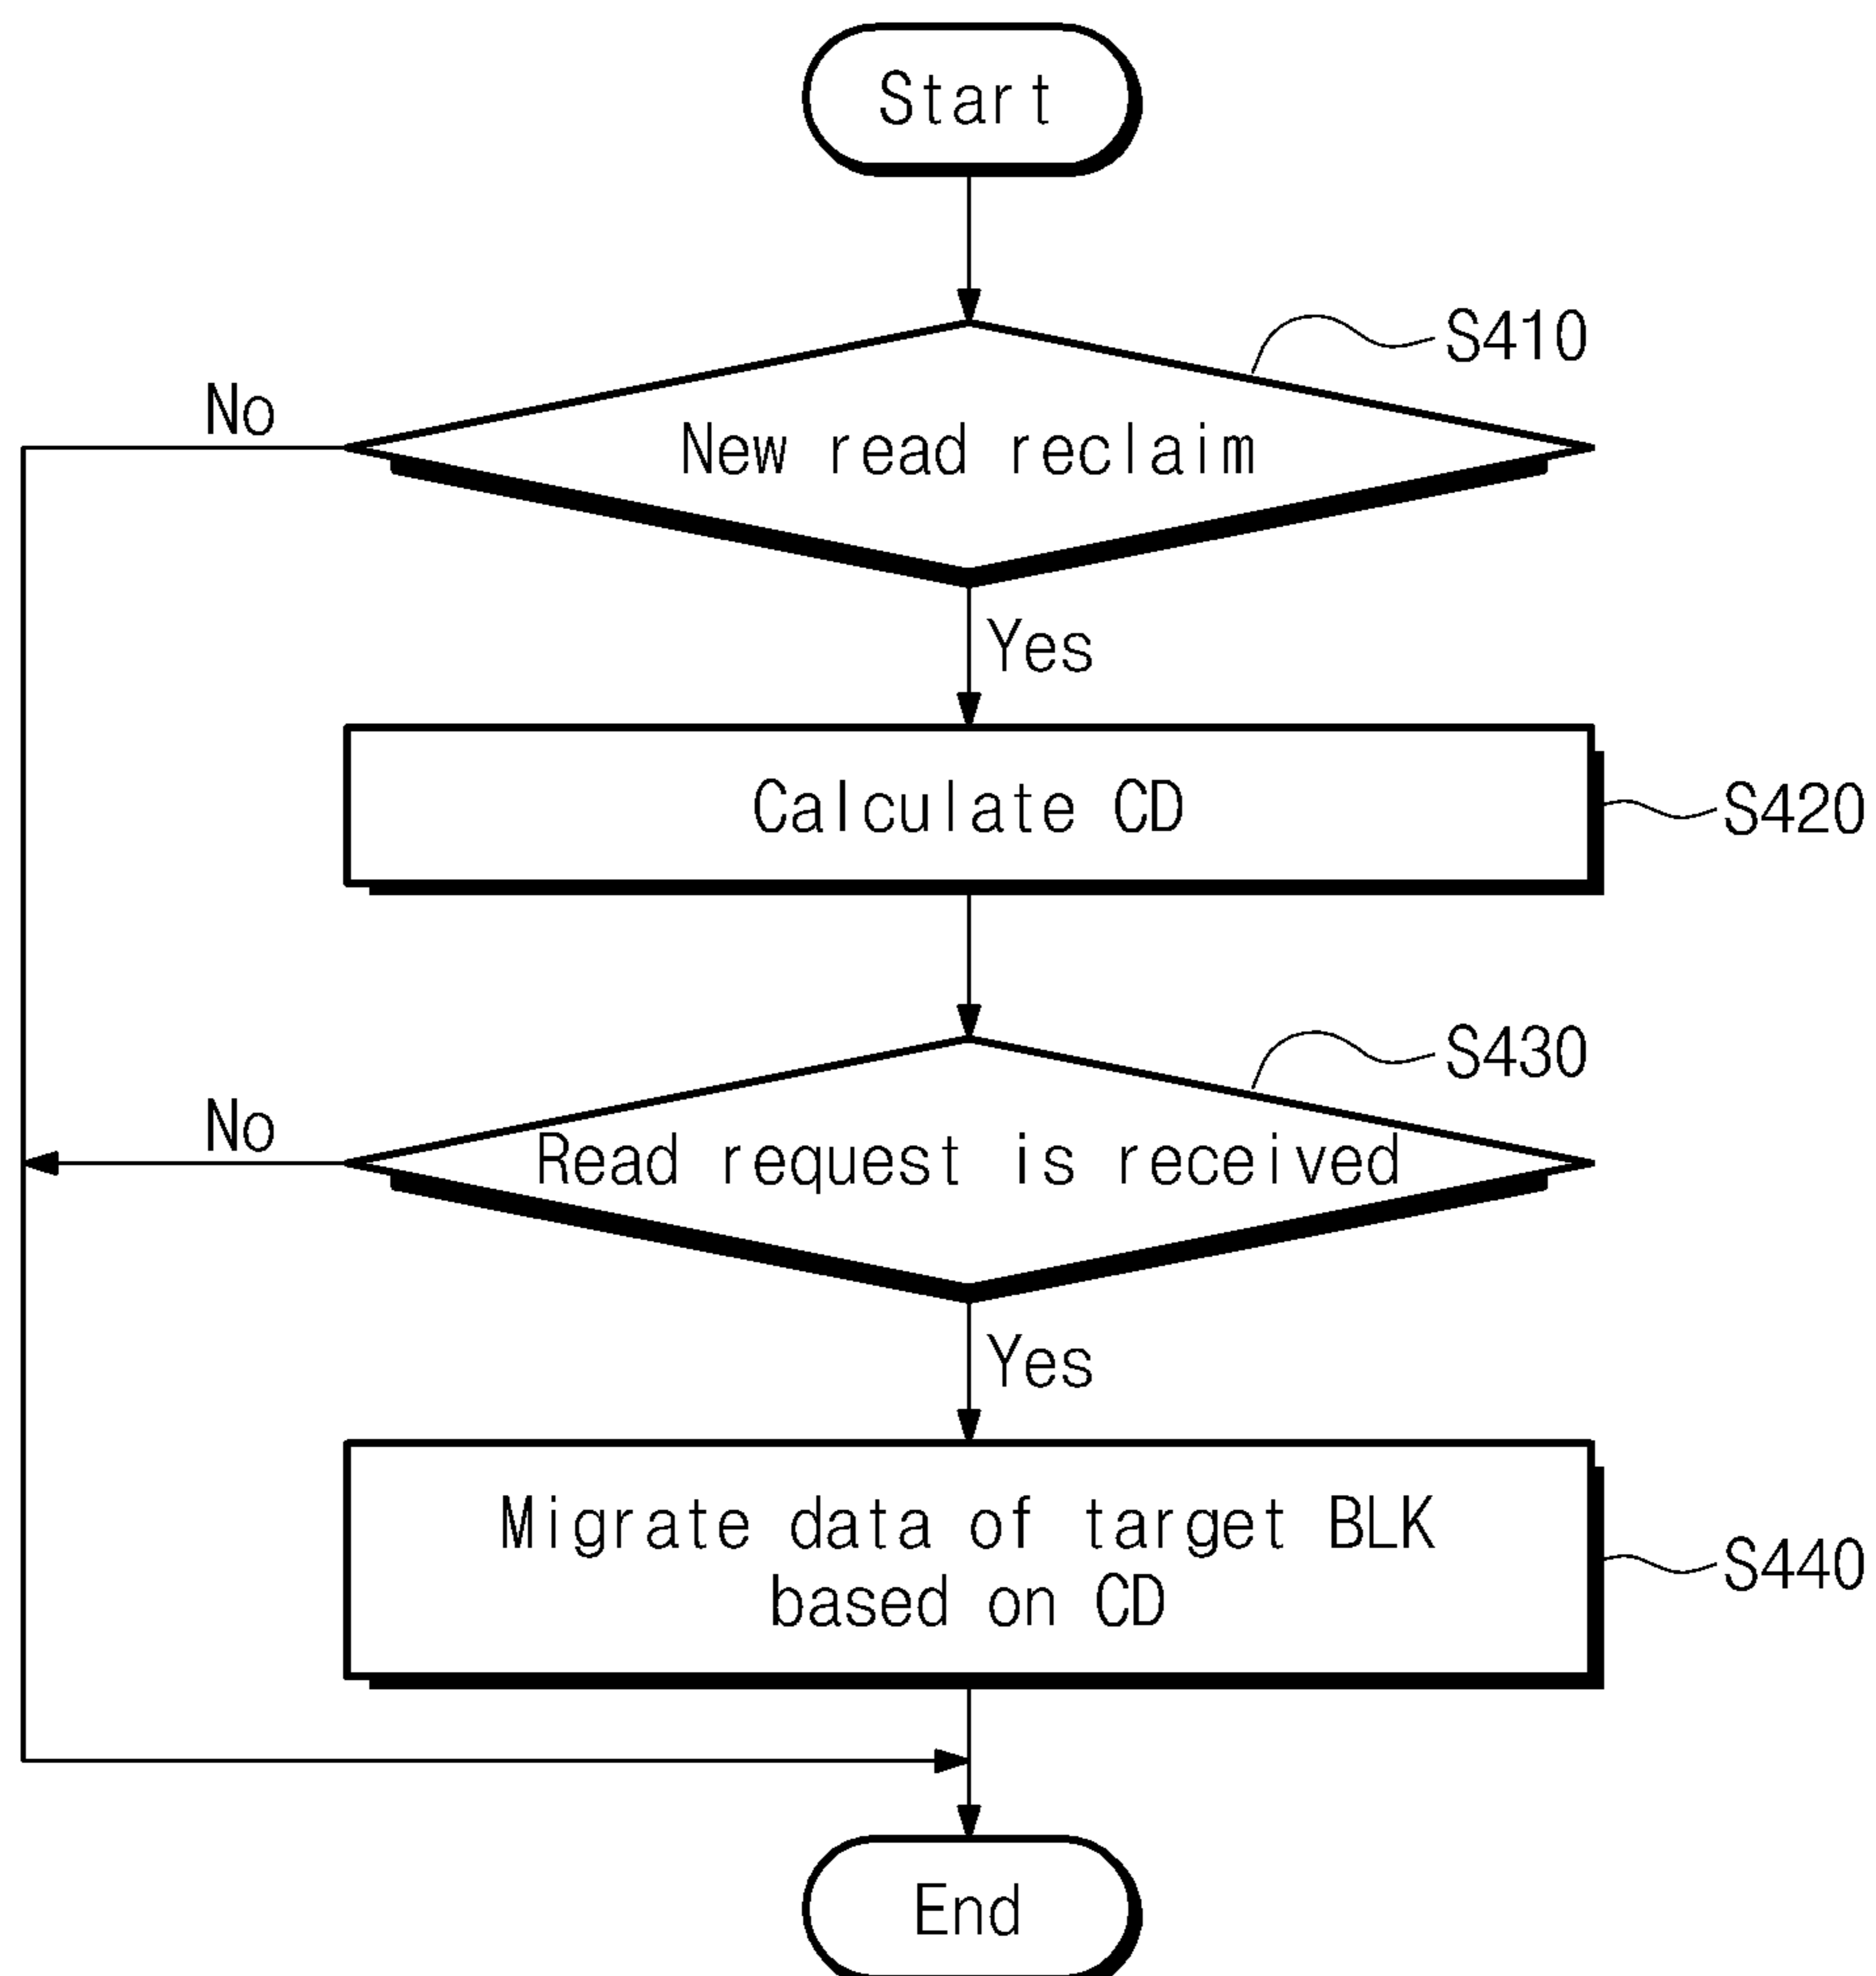 Start
S410
No
New read reclaim
Yes
Calculate CD
S420
S430
No
Read request is received
Yes
Migrate data of target BLK
based on CD
S440
End